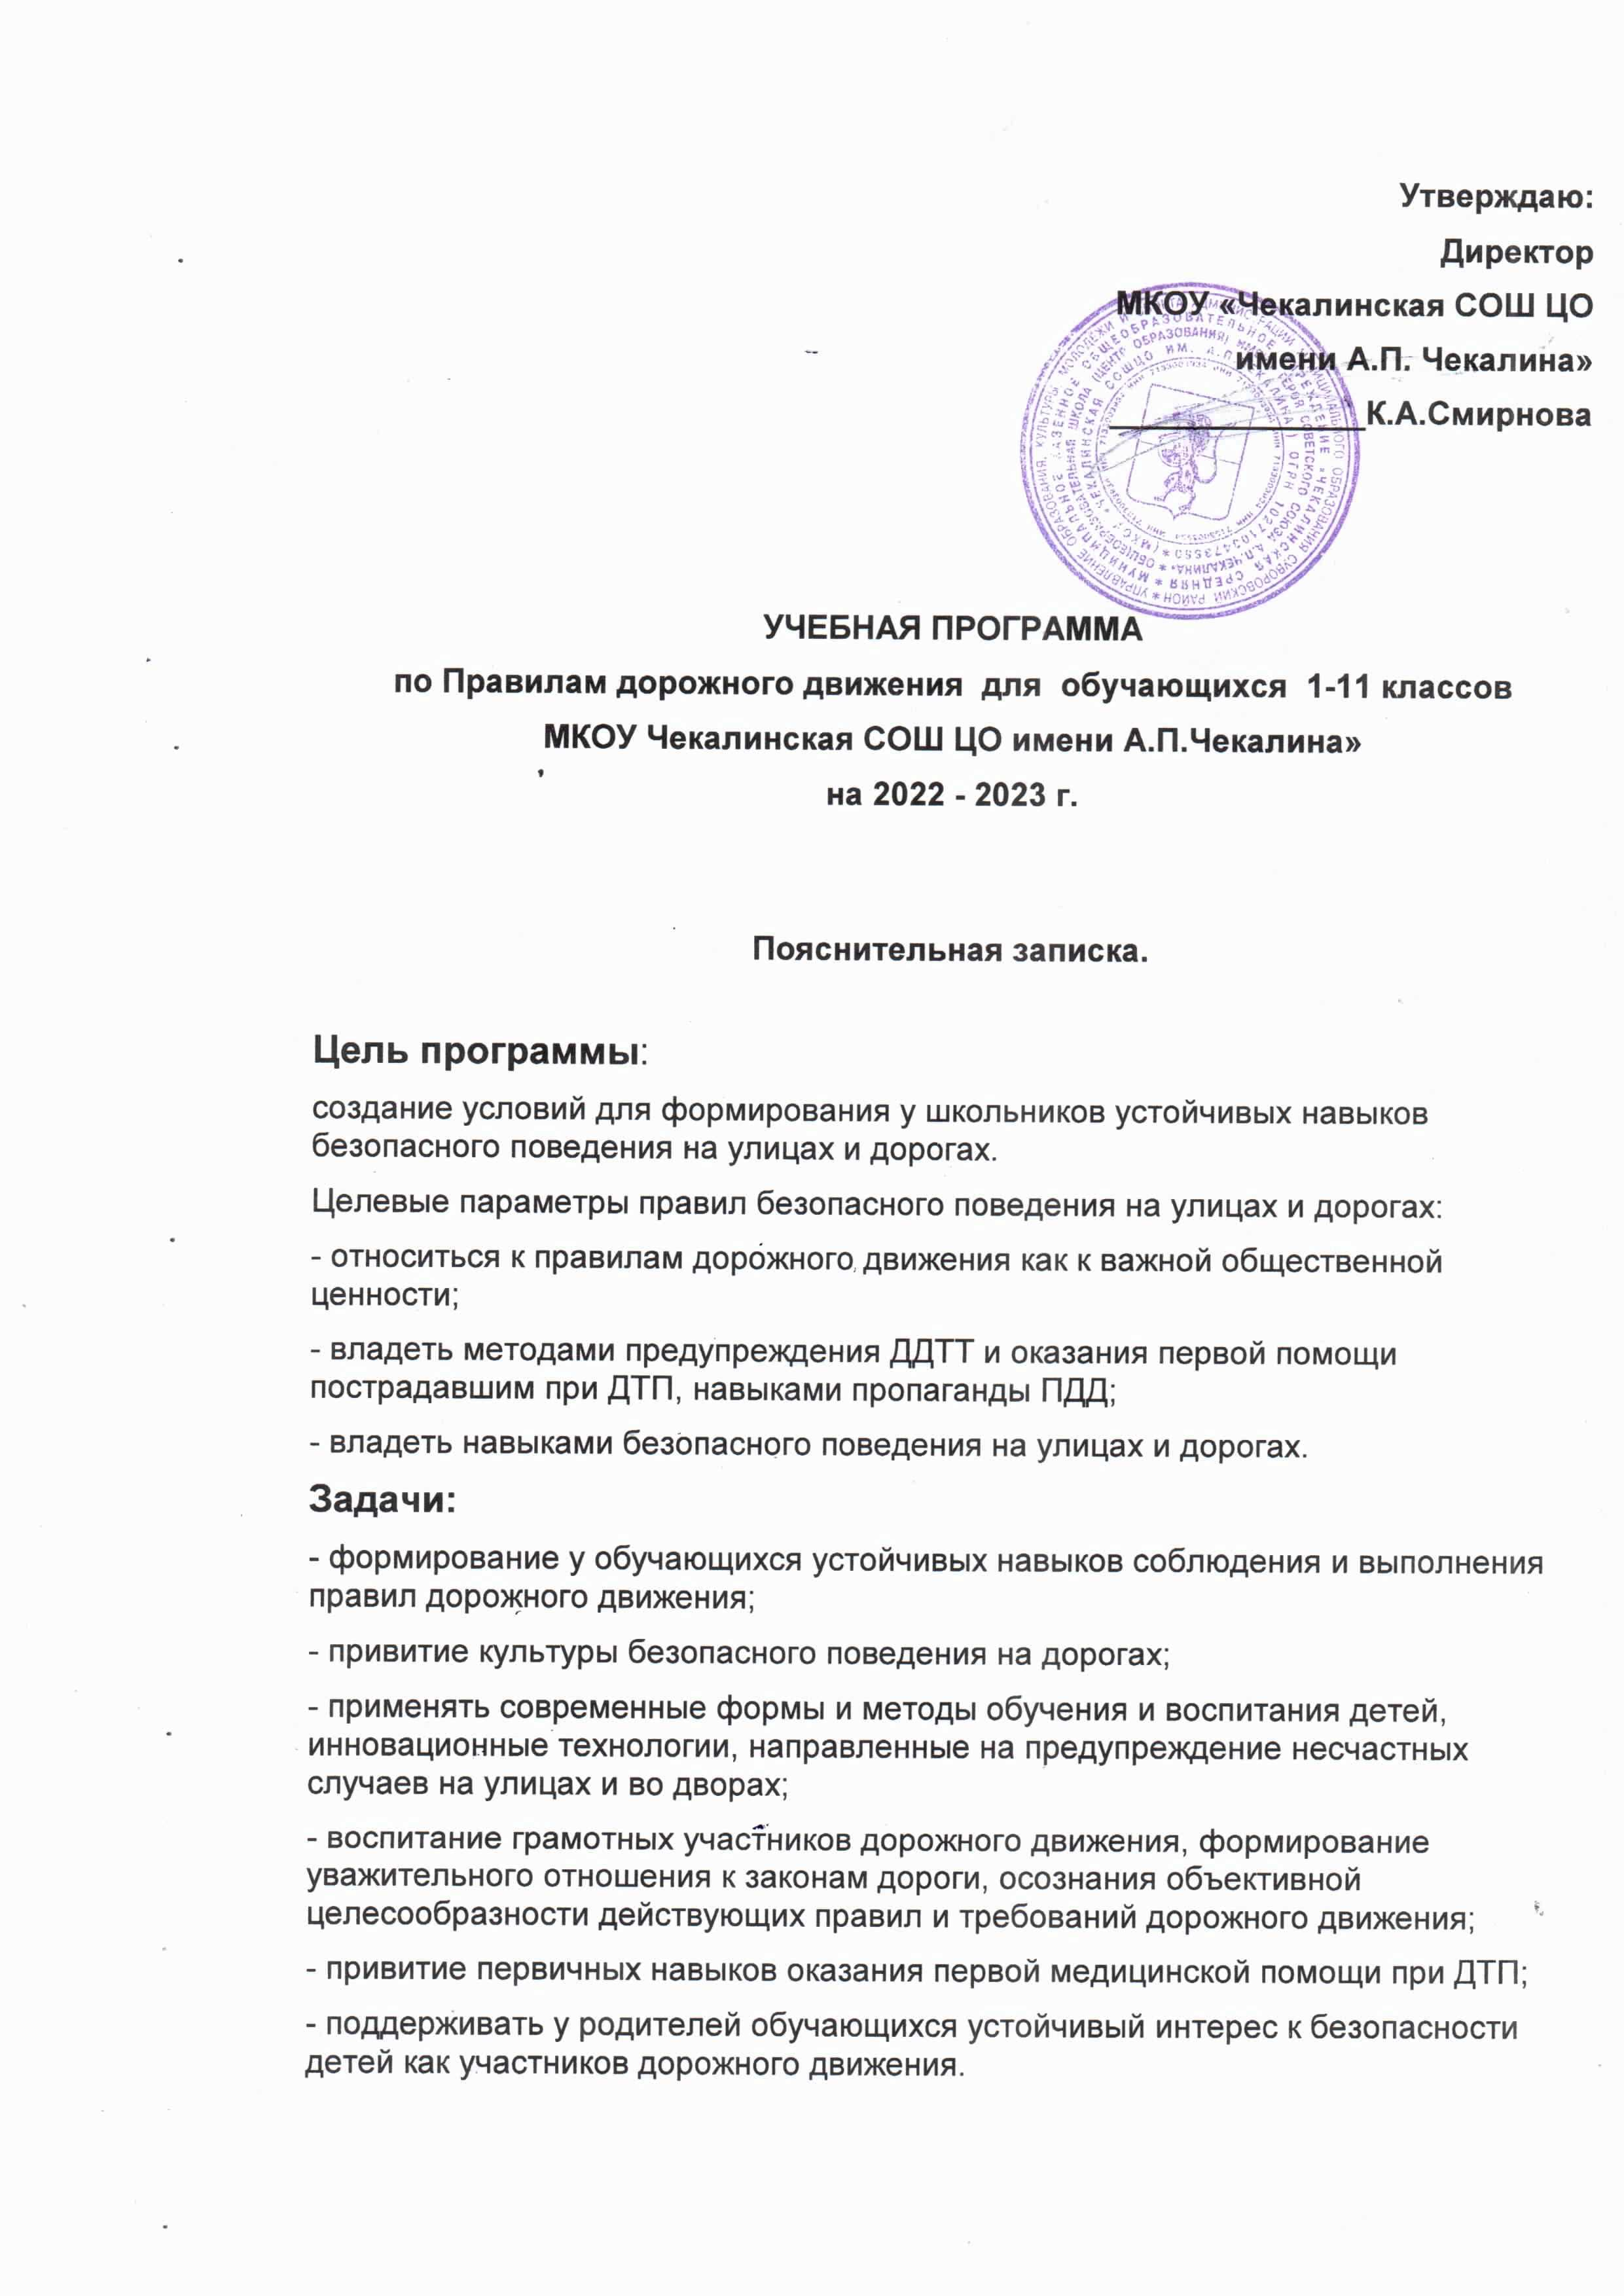 Утверждаю:
Директор
МКОУ «Чекалинская СОШ ЦО
имени А.П. Чекалина»
______________К.А.Смирнова
УЧЕБНАЯ ПРОГРАММА
по Правилам дорожного движения для обучающихся 1-11 классов
МКОУ Чекалинская СОШ ЦО имени А.П.Чекалина»
на 2022 - 2023 г.
Пояснительная записка.
Цель программы:
создание условий для формирования у школьников устойчивых навыков
безопасного поведения на улицах и дорогах.
Целевые параметры правил безопасного поведения на улицах и дорогах:
- относиться к правилам дорожного движения как к важной общественной
ценности;
- владеть методами предупреждения ДДТТ и оказания первой помощи
пострадавшим при ДТП, навыками пропаганды ПДД;
- владеть навыками безопасного поведения на улицах и дорогах.
Задачи:
- формирование у обучающихся устойчивых навыков соблюдения и выполнения
правил дорожного движения;
- привитие культуры безопасного поведения на дорогах;
- применять современные формы и методы обучения и воспитания детей,
инновационные технологии, направленные на предупреждение несчастных
случаев на улицах и во дворах;
- воспитание грамотных участников дорожного движения, формирование
уважительного отношения к законам дороги, осознания объективной
целесообразности действующих правил и требований дорожного движения;
- привитие первичных навыков оказания первой медицинской помощи при ДТП;
- поддерживать у родителей обучающихся устойчивый интерес к безопасности
детей как участников дорожного движения.